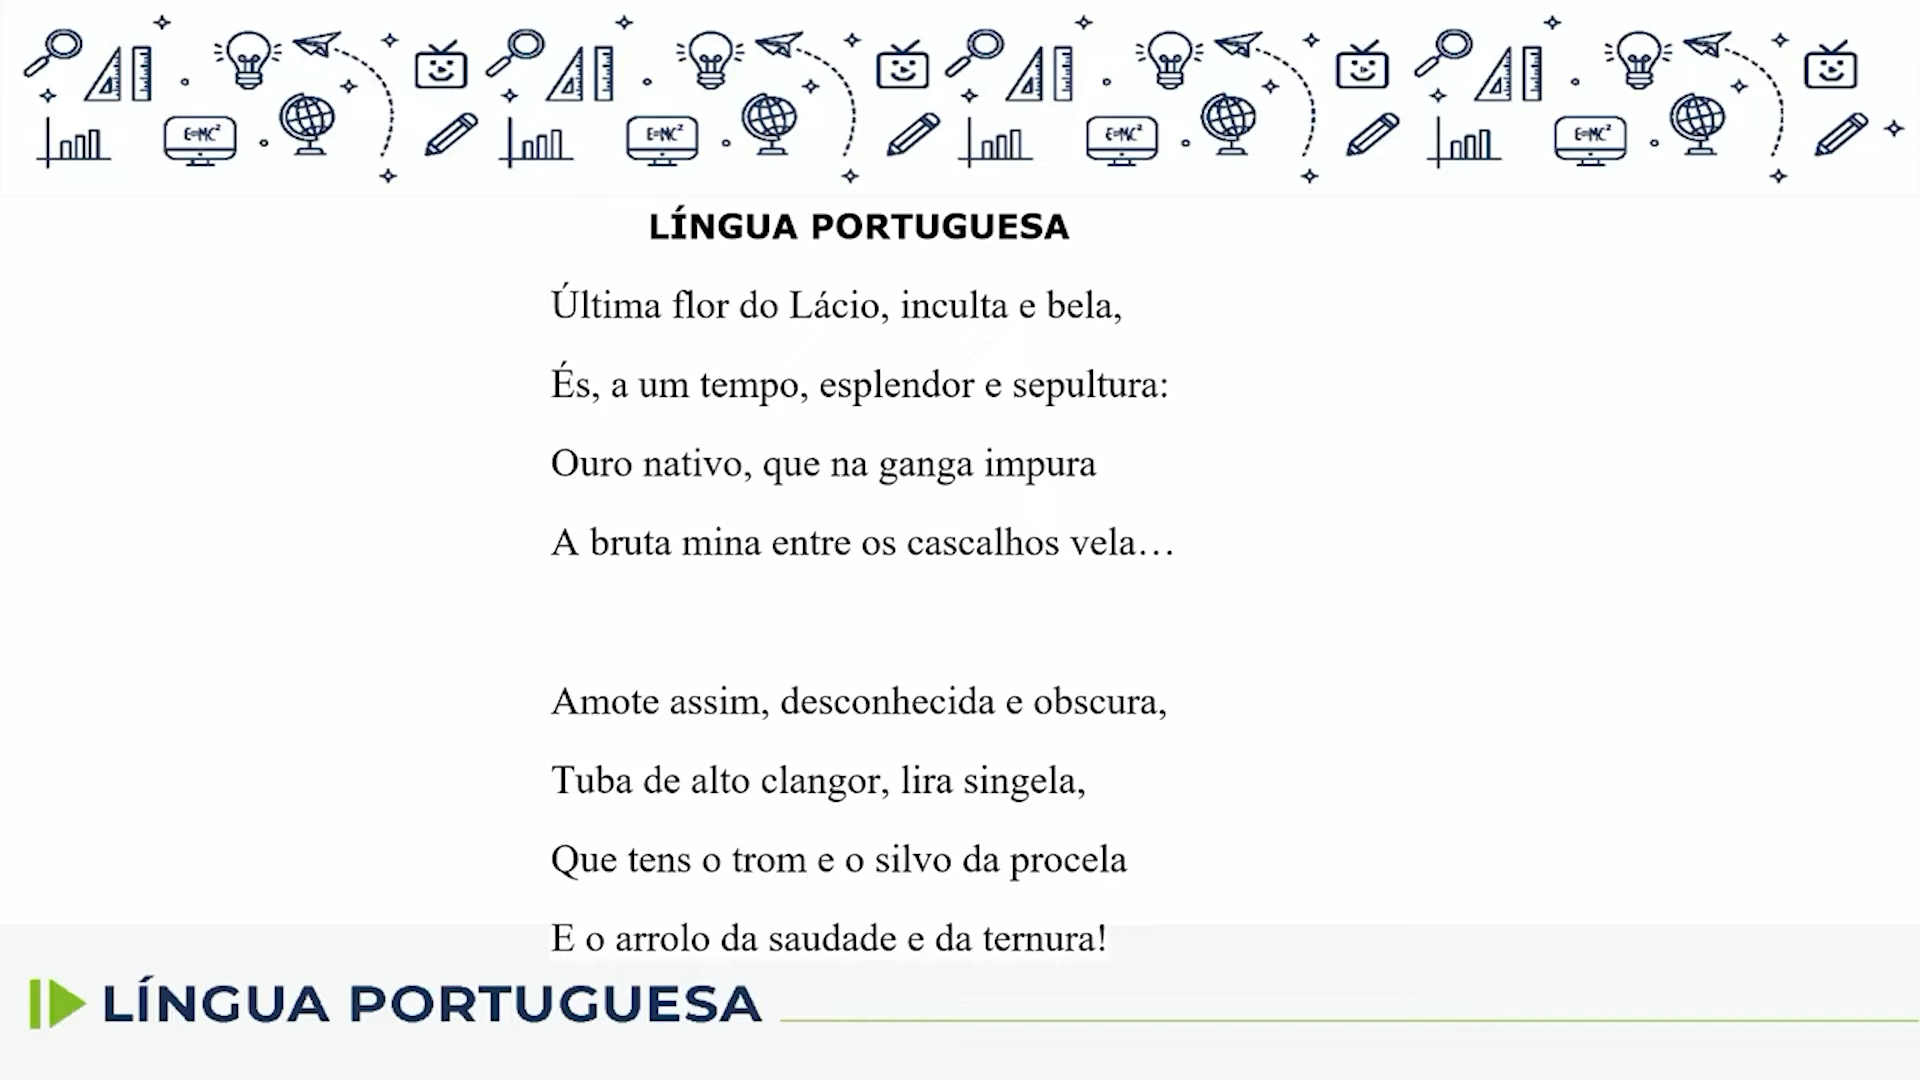 E=MC² E=MC² E=MC² E=MC²
LÍNGUA PORTUGUESA
Última flor do Lácio, inculta e bela,
És, a um tempo, esplendor e sepultura:
Ouro nativo, que na ganga impura
A bruta mina entre os cascalhos vela…
Amote assim, desconhecida e obscura,
Tuba de alto clangor, lira singela,
Que tens o trom e o silvo da procela
E o arrolo da saudade e da ternura!
LÍNGUA PORTUGUESA